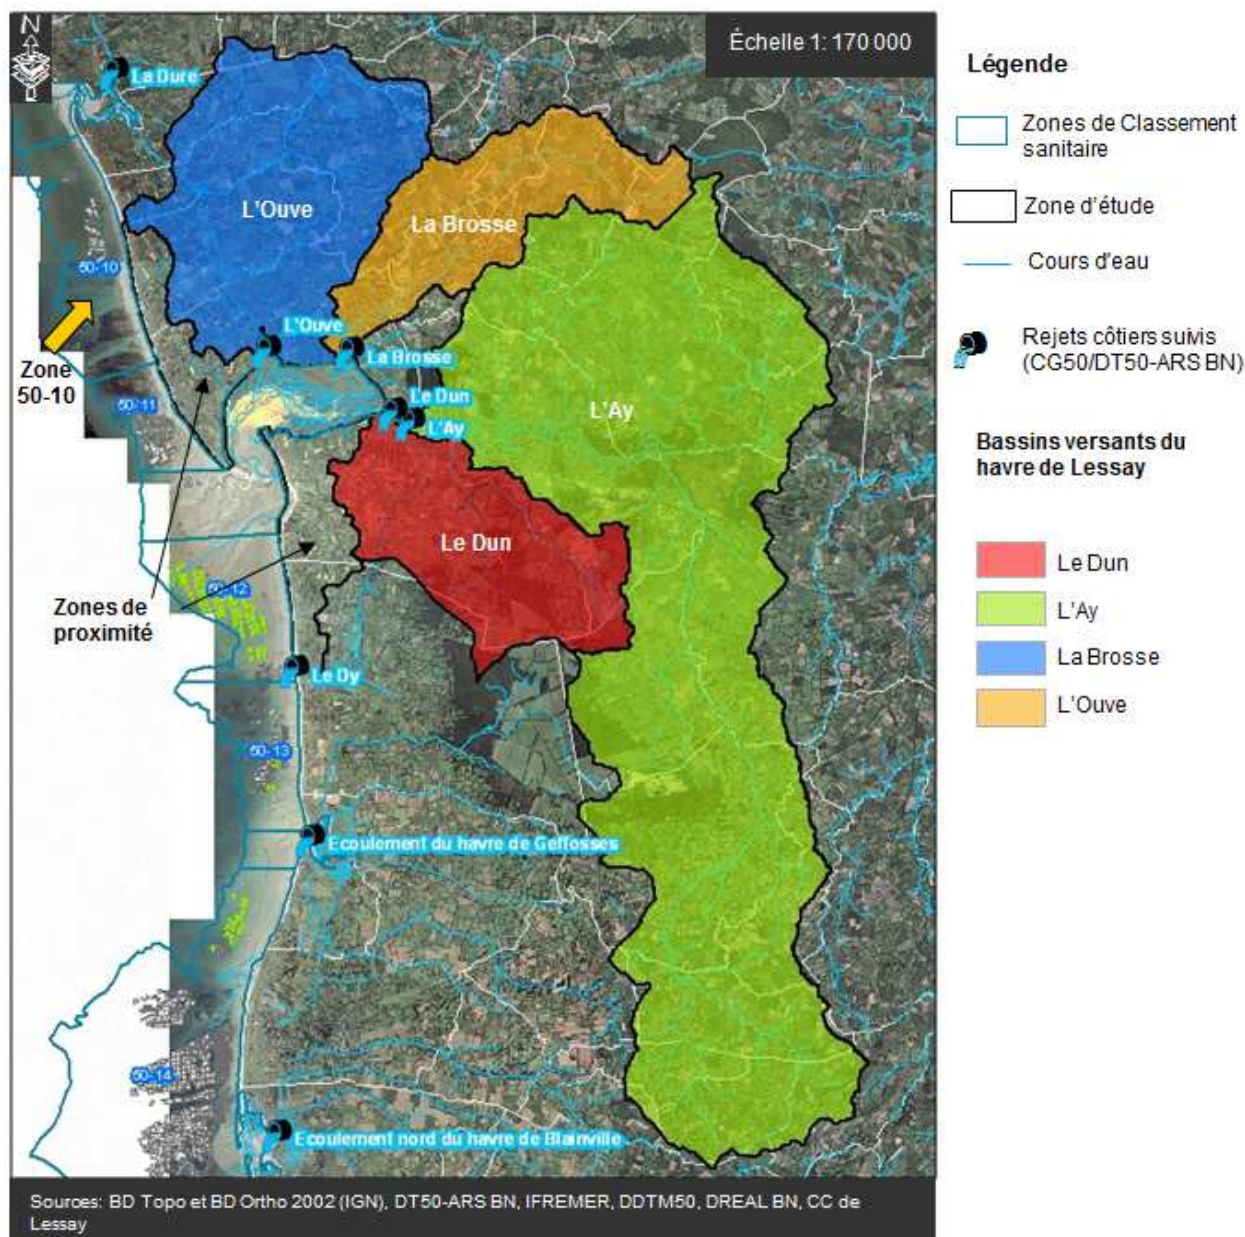 N
Échelle 1: 170 000
La Dure
L'Ouve
La Brosse
50-10
Zone
50-10
L'Ouve
La Brosse
50-11
Le Dun
L'Ay
L'Ay
Le Dun
50-12
Zones de
proximité
Le Dy
50-13
Ecoulement du havre de Geffosses
50-14
Ecoulement nord du havre de Blainville
Sources: BD Topo et BD Ortho 2002 (IGN), DT50-ARS BN, IFREMER, DDTM50, DREAL BN, CC de
Lessay
Légende
Zones de Classement
sanitaire
Zone d'étude
Cours d'eau
Rejets côtiers suivis
(CG50/DT50-ARS BN)
Bassins versants du
havre de Lessay
Le Dun
L'Ay
La Brosse
L'Ouve